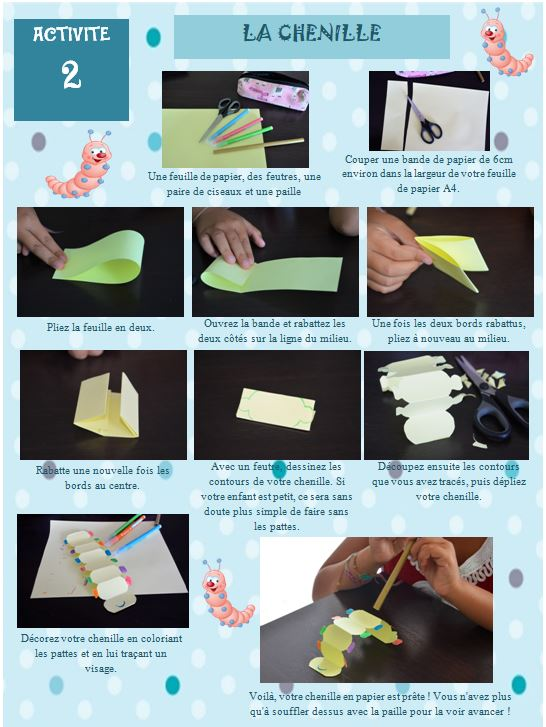 ACTIVITE
2
LA CHENILLE
Une feuille de papier, des feutres, une
paire de ciseaux et une paille
Couper une bande de papier de 6cm
environ dans la largeur de votre feuille
de papier A4.
Pliez la feuille en deux.
Ouvrez la bande et rabattez les
deux côtés sur la ligne du milieu.
Une fois les deux bords rabattus,
pliez à nouveau au milieu.
Rabatte une nouvelle fois les
bords au centre.
Avec un feutre, dessinez les
contours de votre chenille. Si
votre enfant est petit, ce sera sans
doute plus simple de faire sans
les pattes.
Découpez ensuite les contours
que vous avez tracés, puis dépliez
votre chenille.
Décorez votre chenille en coloriant
les pattes et en lui traçant un
visage.
Voilà, votre chenille en papier est prête ! Vous n'avez plus
qu'à souffler dessus avec la paille pour la voir avancer !